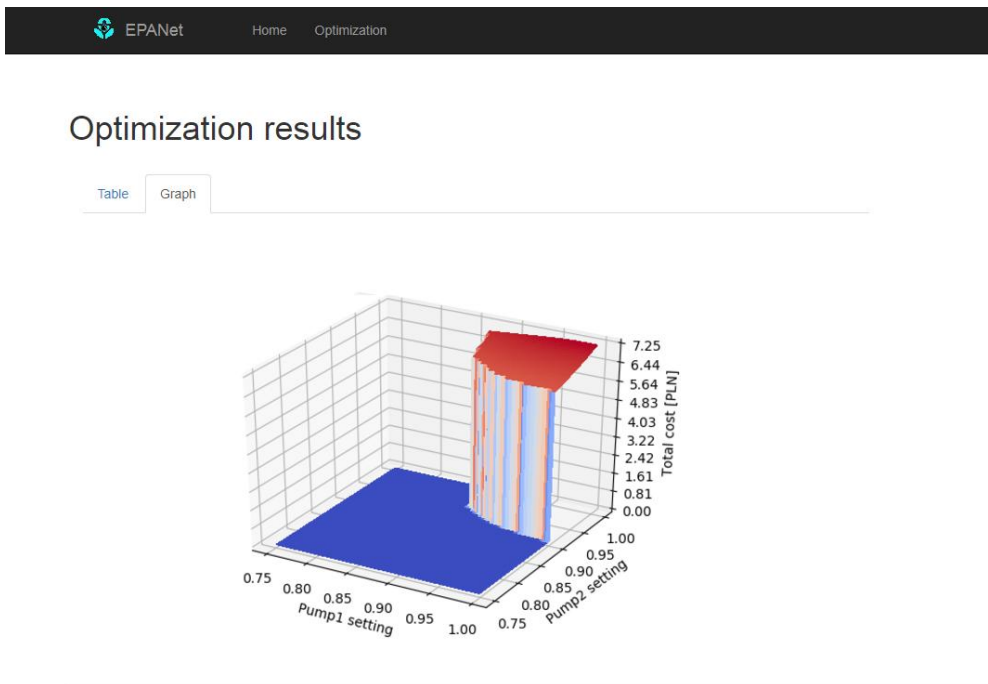 EPANet Home Optimization
Optimization results
Table Graph
7.25
6.44
5.64
4.83
4.03
3.22
2.42
1.61
0.81
0.00
Total cost [PLN]
0.75 0.80 0.85 0.90 0.95 1.00
Pump1 setting
0.75 0.80 0.85 0.90 0.95 1.00
Pump2 setting